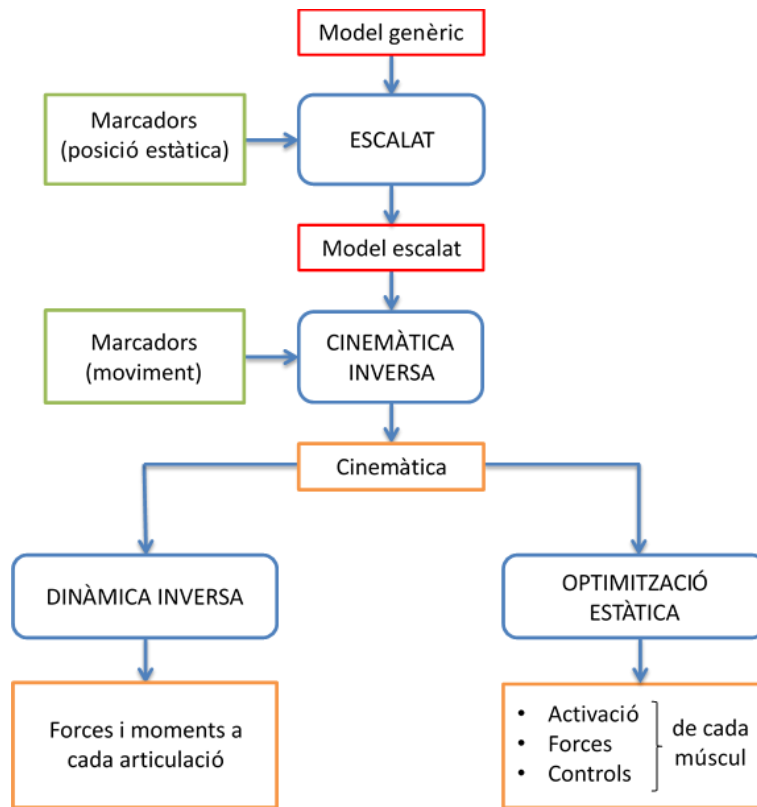 Model genèric
Marcadors
(posició estàtica)
ESCALAT
Model escalat
Marcadors
(moviment)
CINEMÀTICA
INVERSA
Cinemàtica
DINÀMICA INVERSA
OPTIMITZACIÓ
ESTÀTICA
Forces i moments a
cada articulació
• Activació
• Forces
• Controls
de cada
múscul